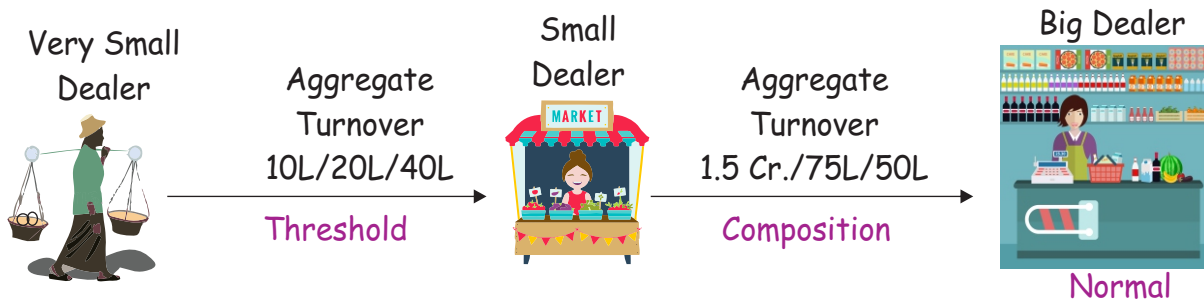 Very Small
Dealer
Aggregate
Turnover
10L/20L/40L
Threshold
Small
Dealer
MARKET
Aggregate
Turnover
1.5 Cr./75L/50L
Composition
Big Dealer
Normal